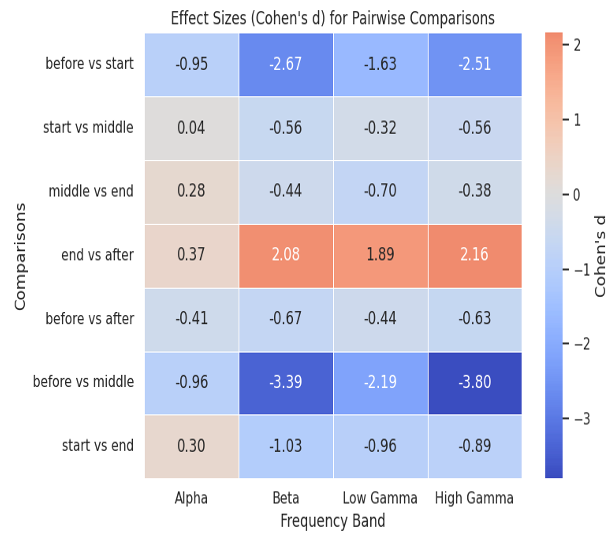 Effect Sizes (Cohen's d) for Pairwise Comparisons
before vs start -0.95 -2.67 -1.63 -2.51
start vs middle 0.04 -0.56 -0.32 -0.56
middle vs end 0.28 -0.44 -0.70 -0.38
end vs after 0.37 2.08 1.89 2.16
before vs after -0.41 -0.67 -0.44 -0.63
before vs middle -0.96 -3.39 -2.19 -3.80
start vs end 0.30 -1.03 -0.96 -0.89
Alpha Beta Low Gamma High Gamma
Frequency Band
Comparisons
2
1
0
−1
−2
−3
Cohen's d